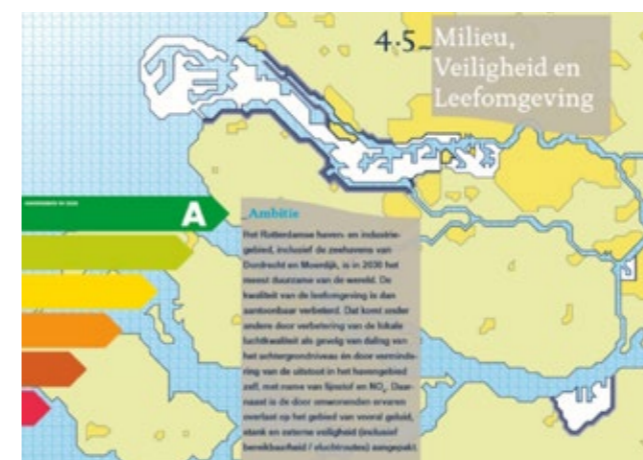 4.5_
Milieu,
Veiligheid en
Leefomgeving
A
_Ambitie
Het Rotterdamse haven- en industrie-
gebied, inclusief de zeehavens van
Dordrecht en Moerdijk, is in 2030 het
meest duurzame van de wereld. De
kwaliteit van de leefomgeving is dan
aantoonbaar verbeterd. Dat komt onder
andere door verbetering van de lokale
luchtkwaliteit als gevolg van daling van
het achtergrondniveau én door verminde-
ring van de uitstoot in het havengebied
zelf, met name van fijnstof en NOₓ. Daar-
naast is de door omwonenden ervaren
overlast op het gebied van vooral geluid,
stank en externe veiligheid (inclusief
bereikbaarheid / vluchtroutes) aangepakt.